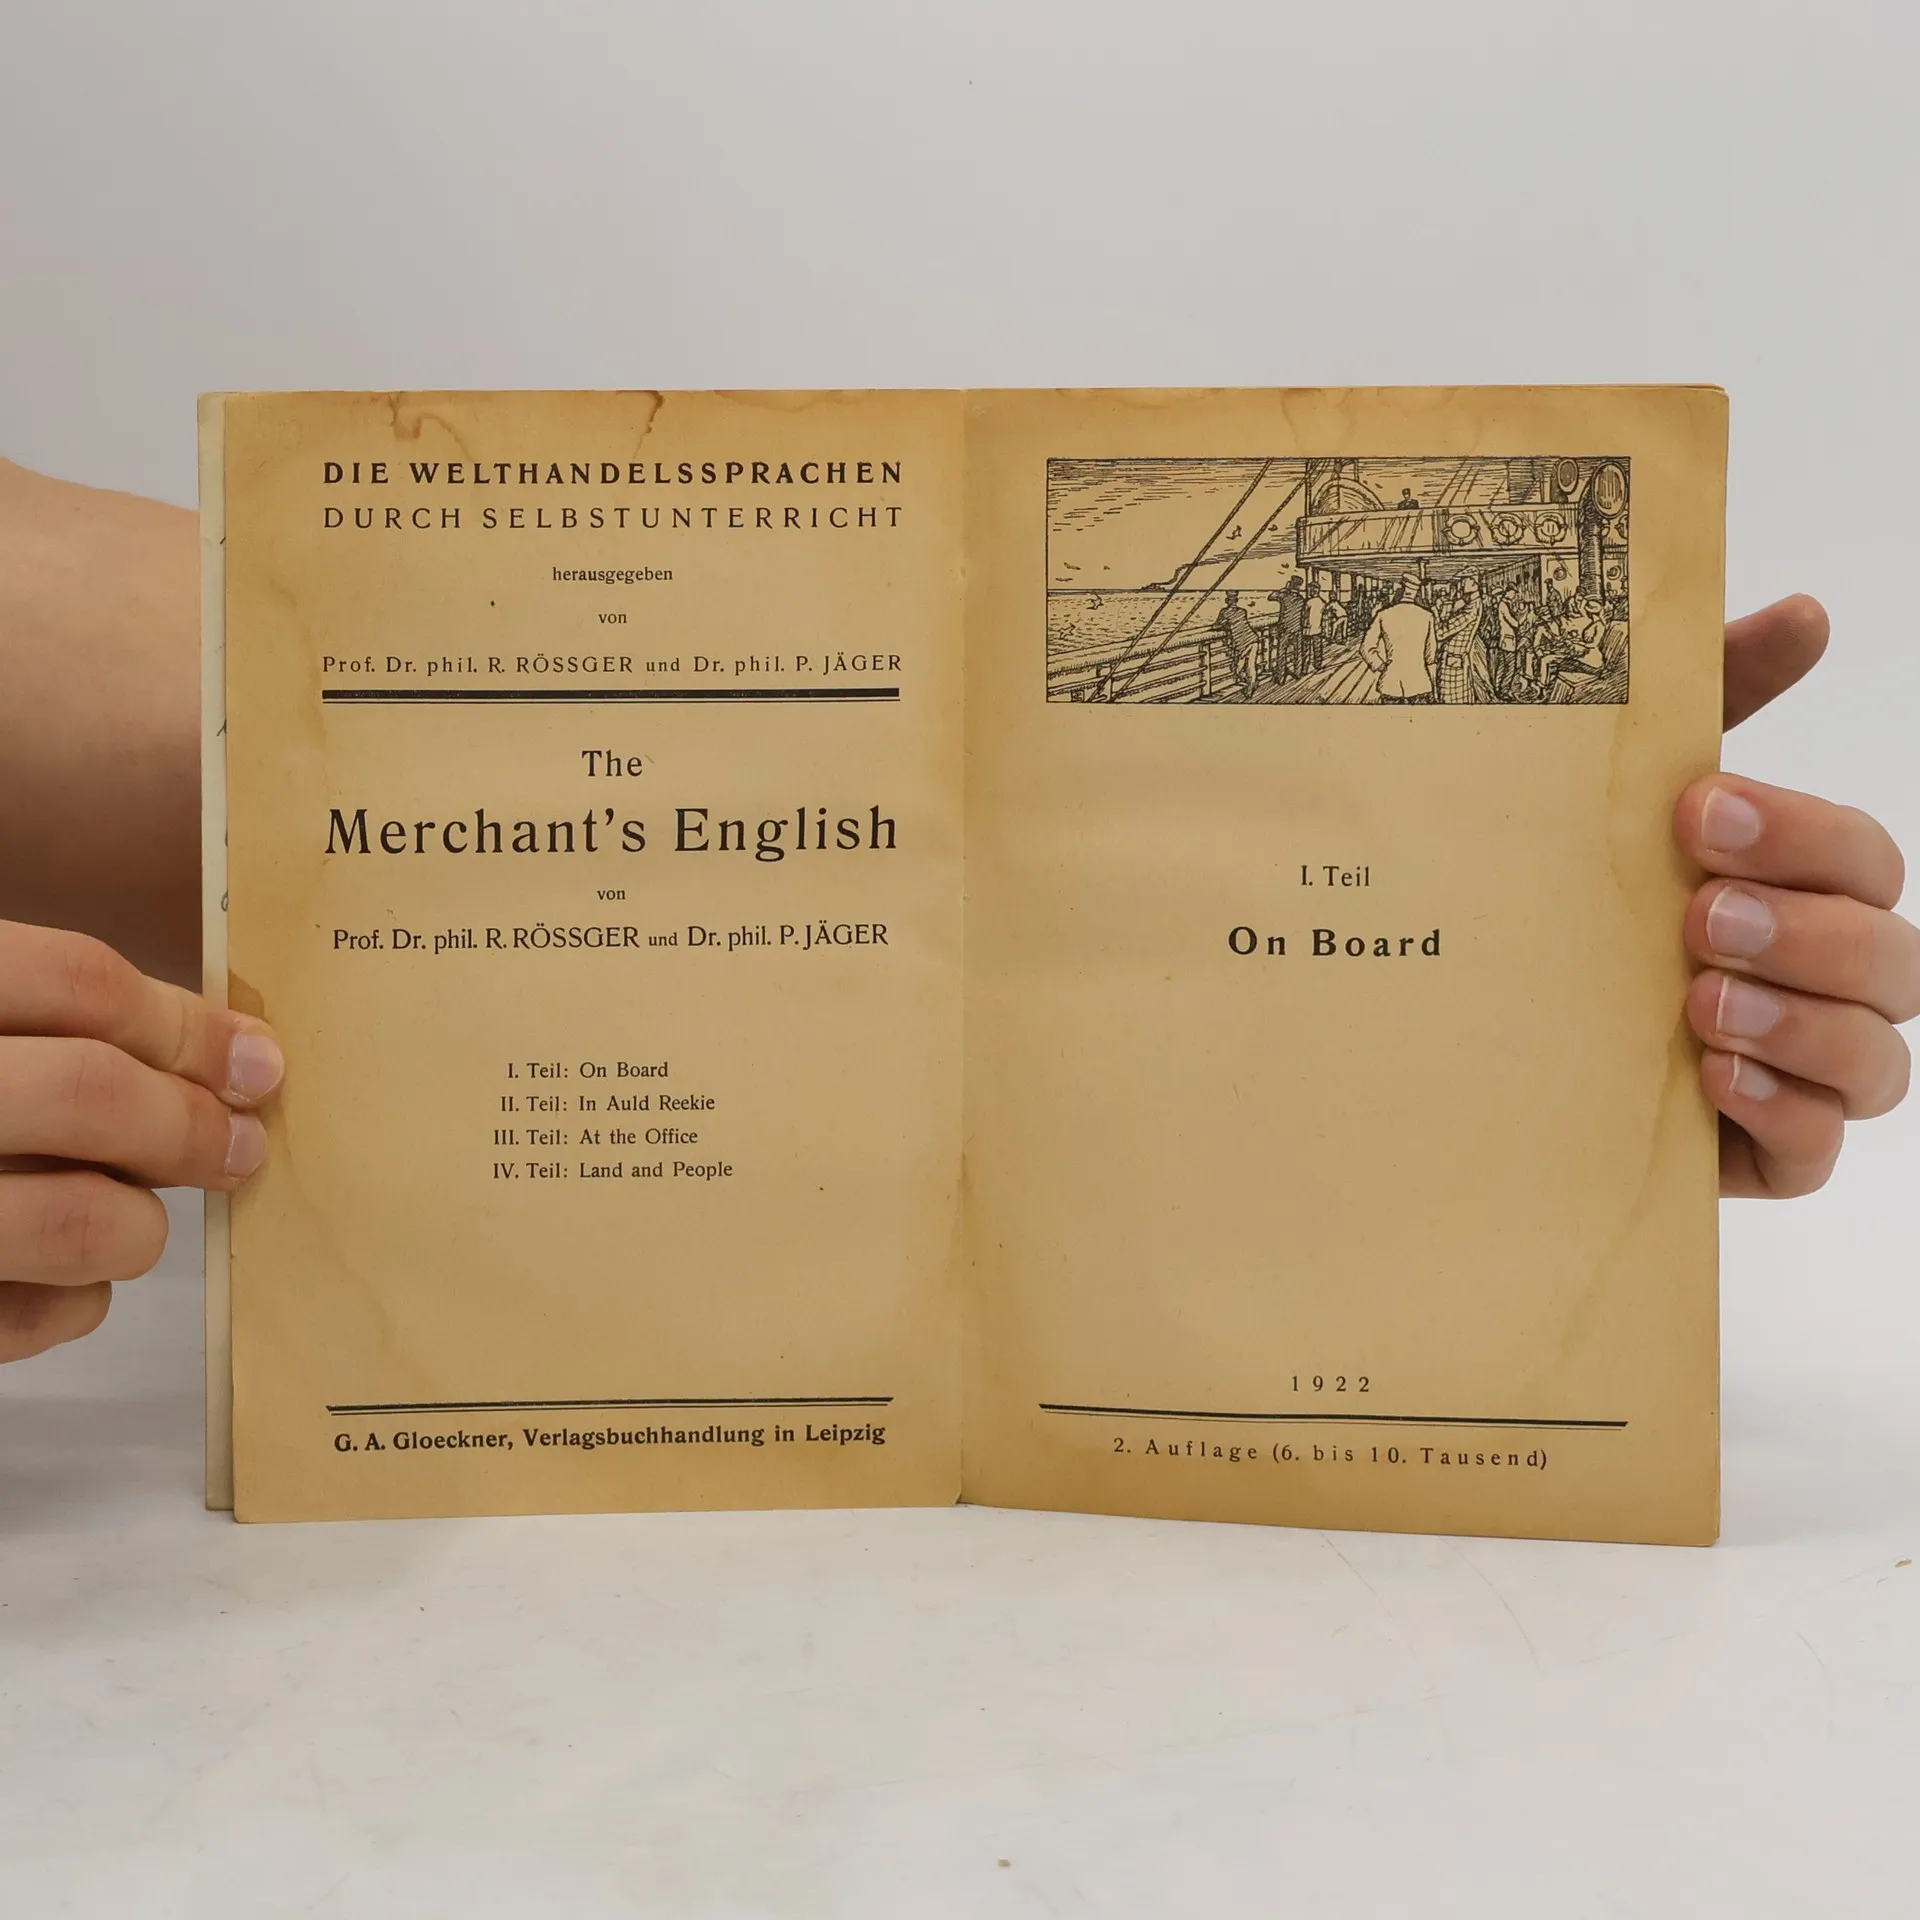 DIE WELTHANDELSSPRACHEN
DURCH SELBSTUNTERRICHT
herausgegeben
von
Prof. Dr. phil. R. RÖSSGER und Dr. phil. P. JÄGER
The
Merchant's English
von
Prof. Dr. phil. R. RÖSSGER und Dr. phil. P. JÄGER
I. Teil: On Board
II. Teil: In Auld Reekie
III. Teil: At the Office
IV. Teil: Land and People
G. A. Gloeckner, Verlagsbuchhandlung in Leipzig
I. Teil
On Board
1922
2. Auflage (6. bis 10. Tausend)